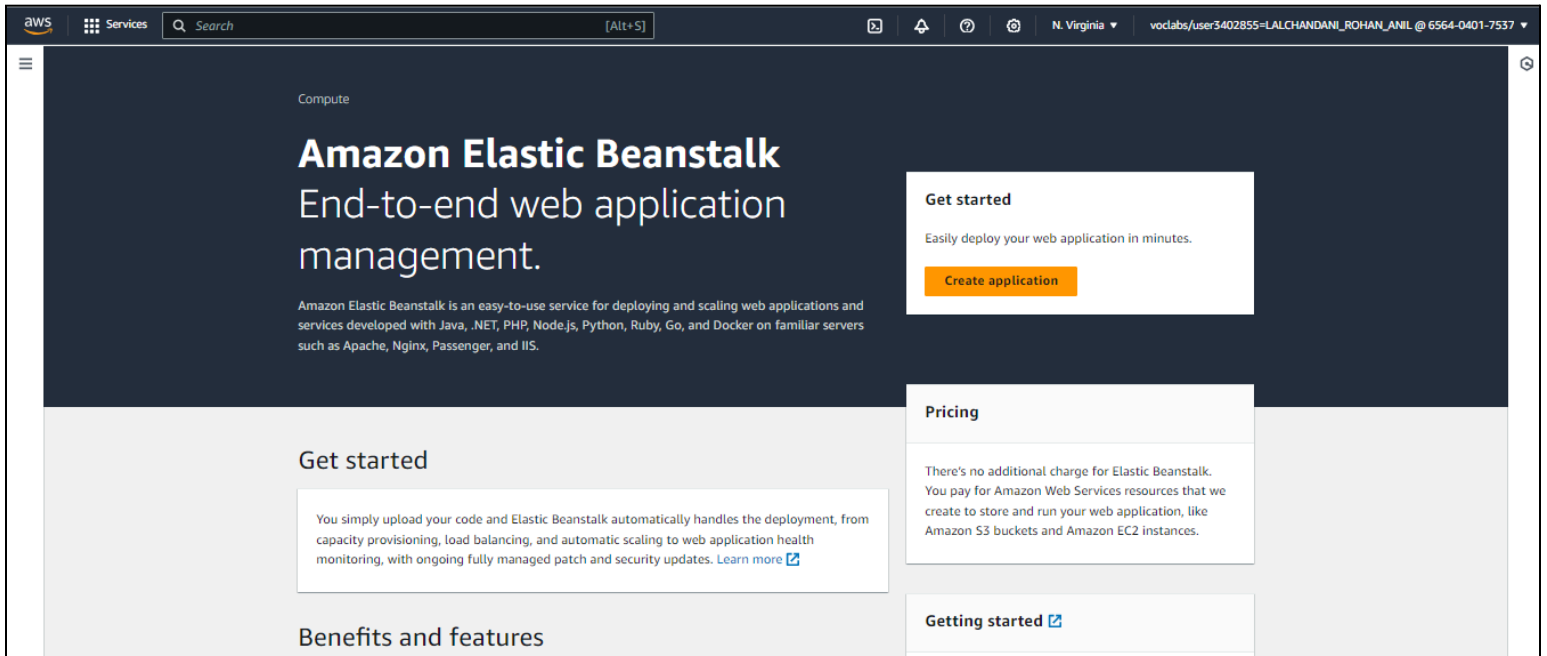 aws
Services
Search
[Alt+S]
N. Virginia
voclabs/user3402855=LALCHANDANI_ROHAN_ANIL @ 6564-0401-7537
Compute
Amazon Elastic Beanstalk
End-to-end web application
management.
Amazon Elastic Beanstalk is an easy-to-use service for deploying and scaling web applications and
services developed with Java, .NET, PHP, Node.js, Python, Ruby, Go, and Docker on familiar servers
such as Apache, Nginx, Passenger, and IIS.
Get started
Easily deploy your web application in minutes.
Create application
Pricing
There's no additional charge for Elastic Beanstalk.
You pay for Amazon Web Services resources that we
create to store and run your web application, like
Amazon S3 buckets and Amazon EC2 instances.
Get started
You simply upload your code and Elastic Beanstalk automatically handles the deployment, from
capacity provisioning, load balancing, and automatic scaling to web application health
monitoring, with ongoing fully managed patch and security updates. Learn more
Getting started
Benefits and features